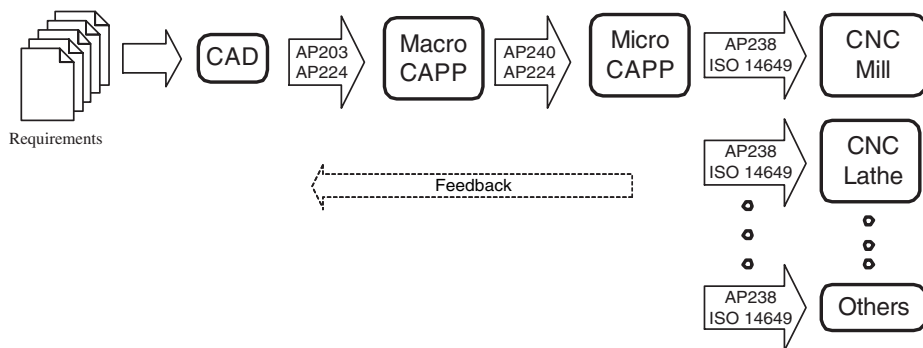 Requirements
CAD
AP203
AP224
Macro
CAPP
AP240
AP224
Micro
CAPP
AP238
ISO 14649
CNC
Mill
AP238
ISO 14649
CNC
Lathe
Feedback
AP238
ISO 14649
Others